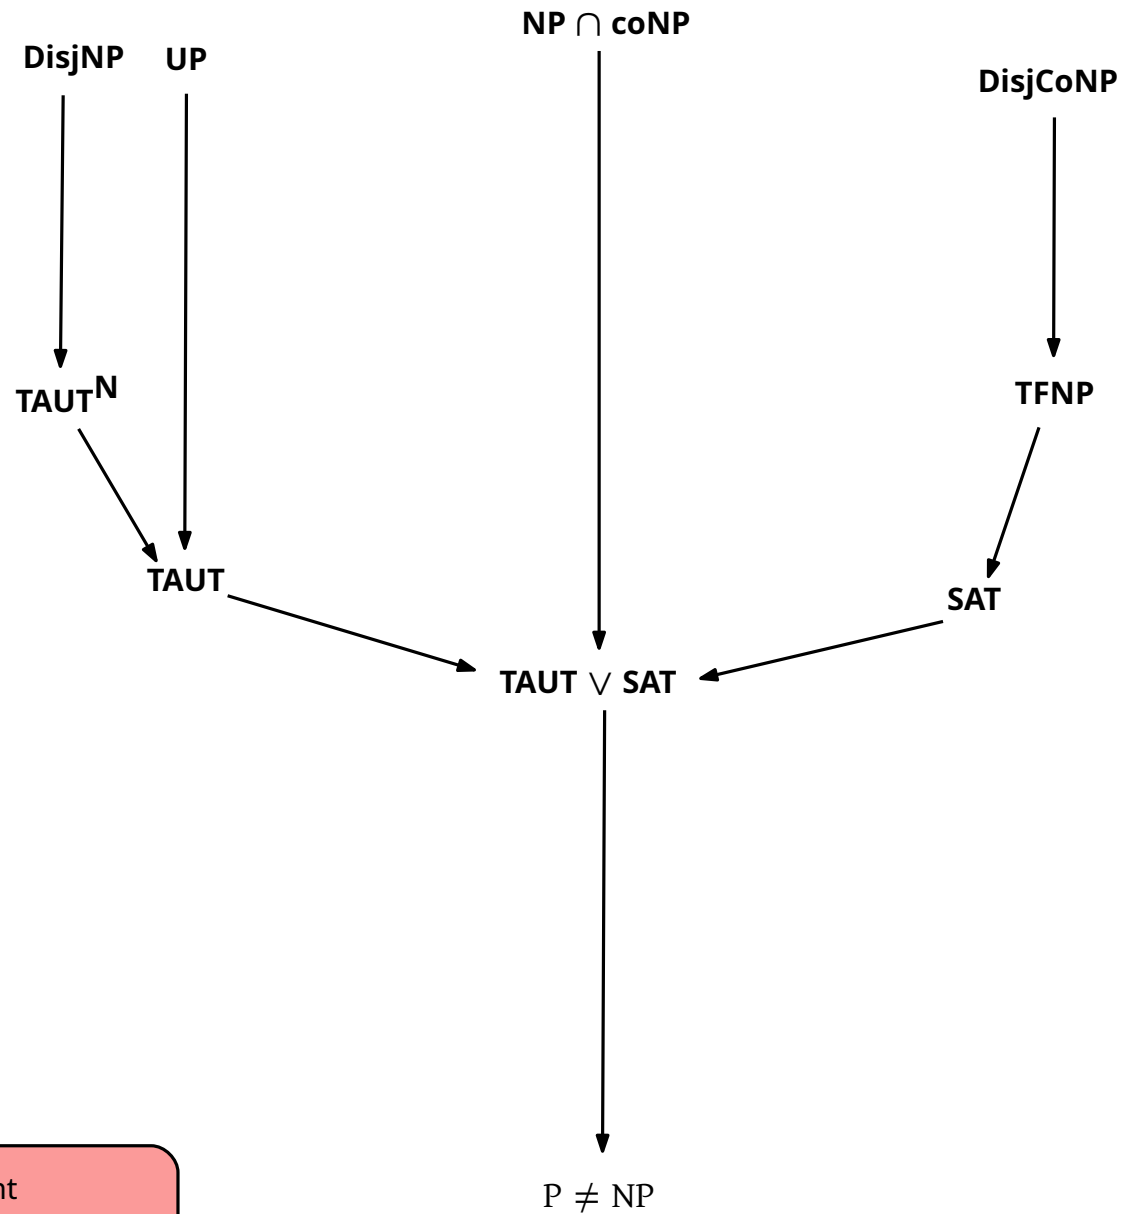 NP ∩ coNP
DisjNP
UP
DisjCoNP
TAUT^N
TFNP
TAUT
SAT
TAUT ∨ SAT
P ≠ NP